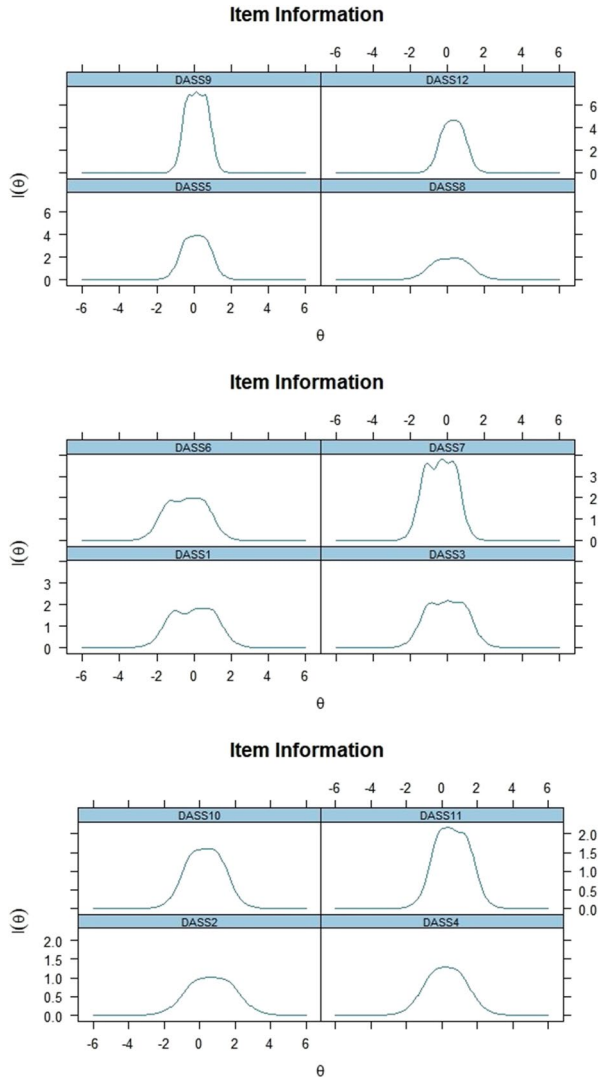 Item Information
-6 -4 -2 0 2 4 6
DASS9 DASS12
6
4
2
0
DASS5 DASS8
6
4
2
0
-6 -4 -2 0 2 4 6
I(θ)
θ
Item Information
-6 -4 -2 0 2 4 6
DASS6 DASS7
3
2
1
0
DASS1 DASS3
3
2
1
0
-6 -4 -2 0 2 4 6
I(θ)
θ
Item Information
-6 -4 -2 0 2 4 6
DASS10 DASS11
2.0
1.5
1.0
0.5
0.0
DASS2 DASS4
2.0
1.5
1.0
0.5
0.0
-6 -4 -2 0 2 4 6
I(θ)
θ